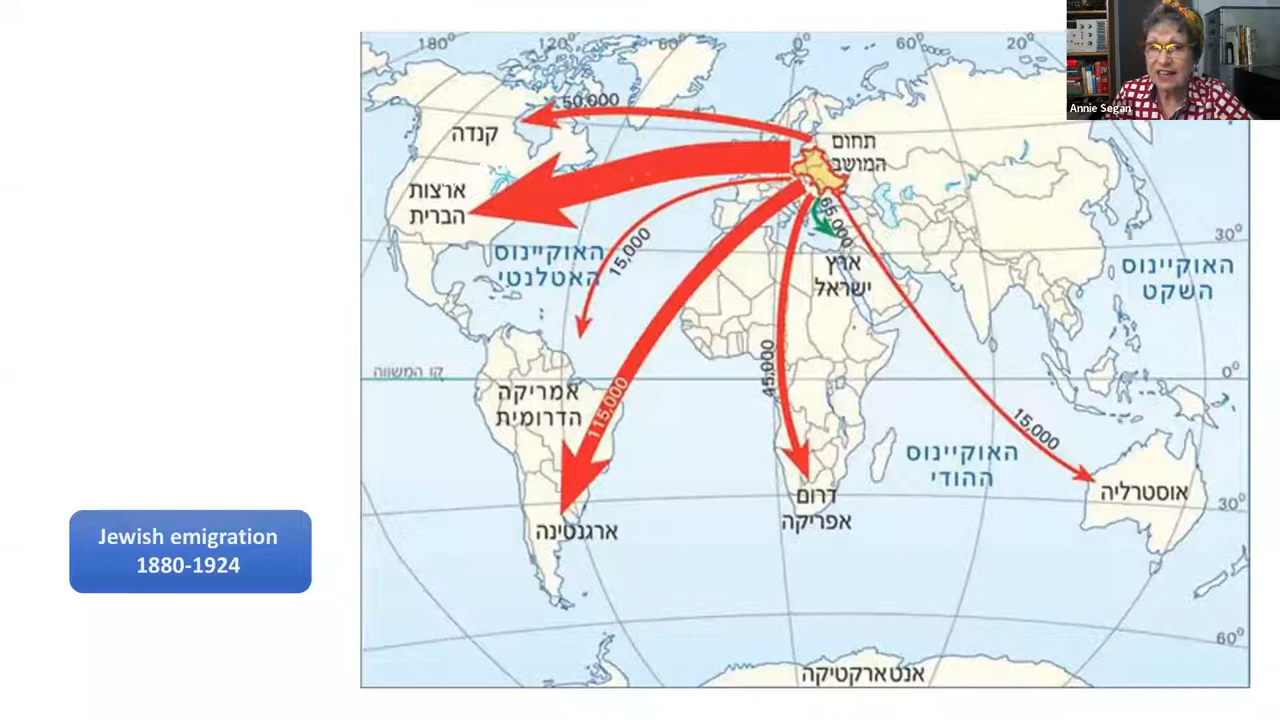 Annie Segan
180°
120°
60°
0°
60°
20°
50,000
קנדה
תחום
המושב
ארצות
הברית
65,000
15,000
האוקיינוס
האטלנטי
ארץ
ישראל
30°
האוקיינוס
השקט
קו המשווה
0°
אמריקה
הדרומית
115,000
45,000
15,000
האוקיינוס
ההודי
אוסטרליה
דרום
אפריקה
30°
ארגנטינה
Jewish emigration
1880-1924
60°
אנטארקטיקה